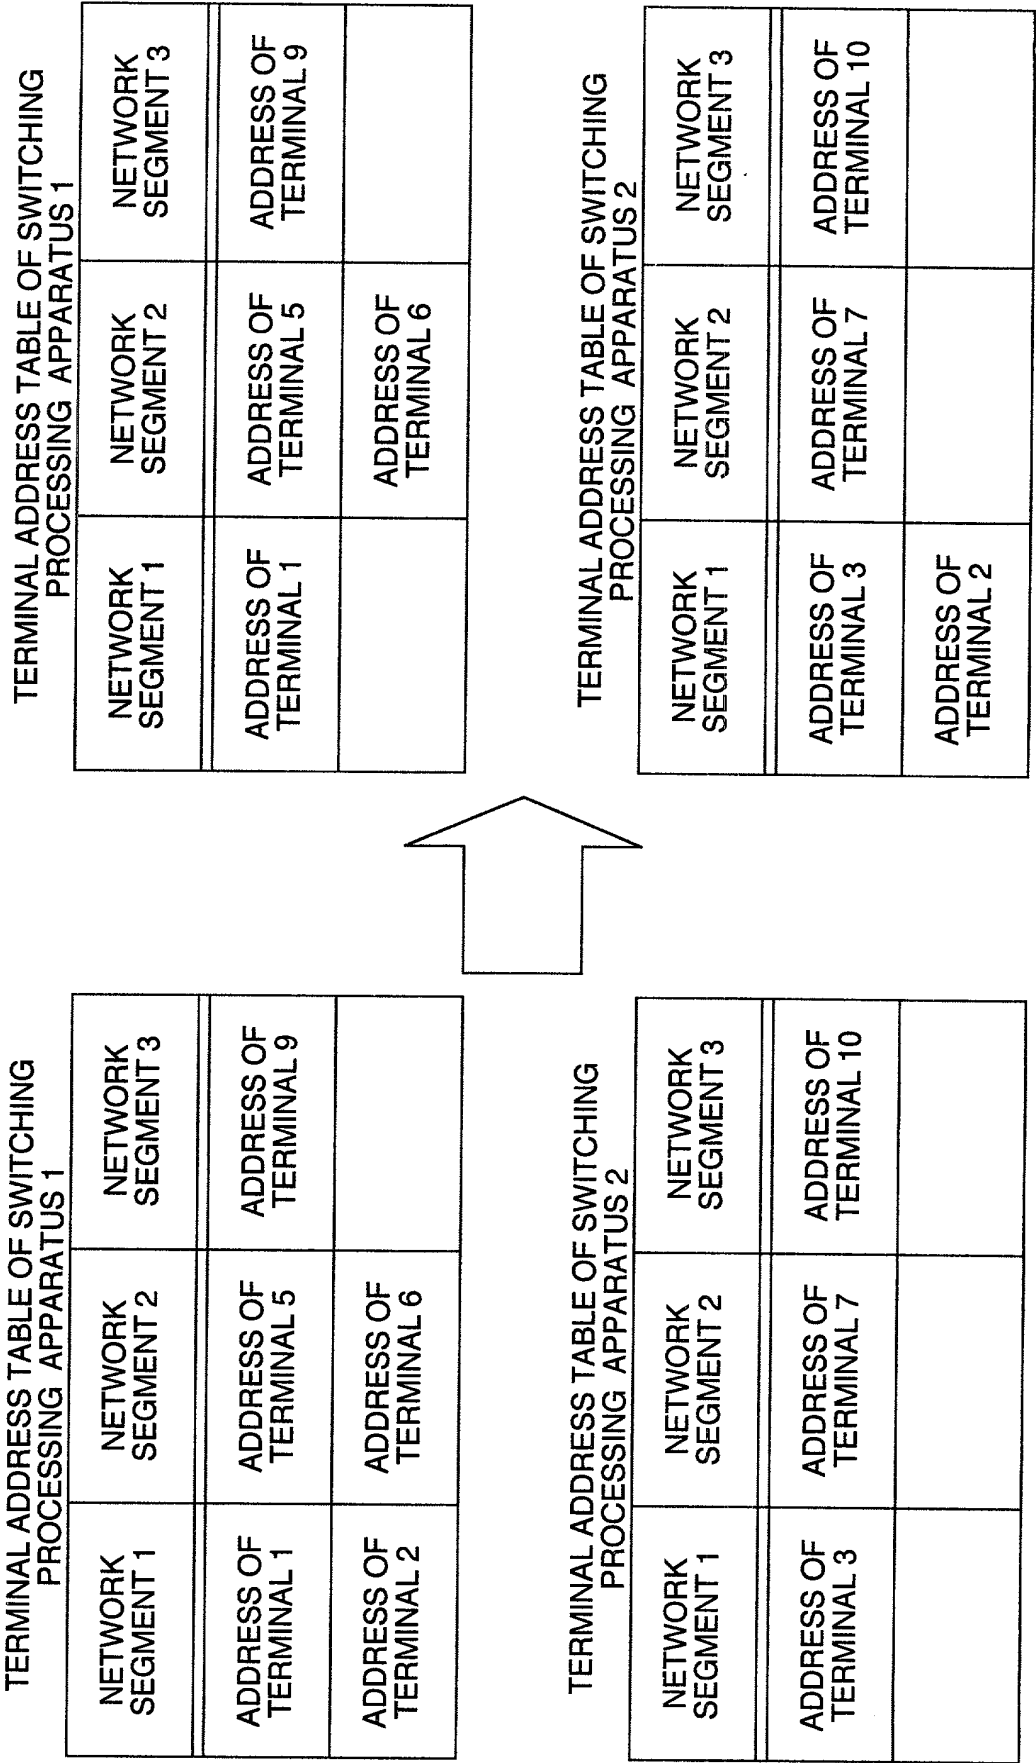 TERMINAL ADDRESS TABLE OF SWITCHING
PROCESSING APPARATUS 1
NETWORK
SEGMENT 1
NETWORK
SEGMENT 2
NETWORK
SEGMENT 3
ADDRESS OF
TERMINAL 1
ADDRESS OF
TERMINAL 5
ADDRESS OF
TERMINAL 9
ADDRESS OF
TERMINAL 2
ADDRESS OF
TERMINAL 6
TERMINAL ADDRESS TABLE OF SWITCHING
PROCESSING APPARATUS 2
NETWORK
SEGMENT 1
NETWORK
SEGMENT 2
NETWORK
SEGMENT 3
ADDRESS OF
TERMINAL 3
ADDRESS OF
TERMINAL 7
ADDRESS OF
TERMINAL 10
TERMINAL ADDRESS TABLE OF SWITCHING
PROCESSING APPARATUS 1
NETWORK
SEGMENT 1
NETWORK
SEGMENT 2
NETWORK
SEGMENT 3
ADDRESS OF
TERMINAL 1
ADDRESS OF
TERMINAL 5
ADDRESS OF
TERMINAL 9
ADDRESS OF
TERMINAL 6
TERMINAL ADDRESS TABLE OF SWITCHING
PROCESSING APPARATUS 2
NETWORK
SEGMENT 1
NETWORK
SEGMENT 2
NETWORK
SEGMENT 3
ADDRESS OF
TERMINAL 3
ADDRESS OF
TERMINAL 7
ADDRESS OF
TERMINAL 10
ADDRESS OF
TERMINAL 2